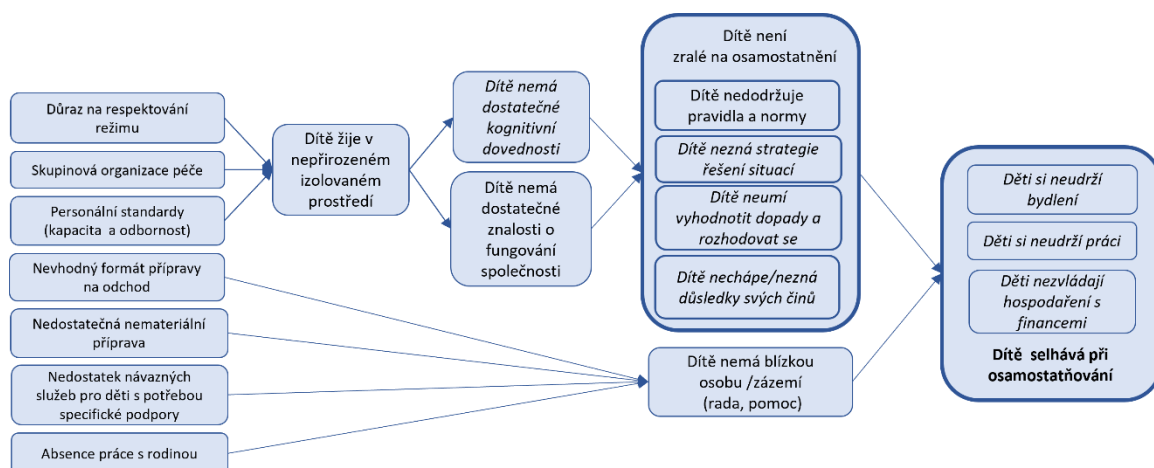 Důraz na respektování
režimu
Skupinová organizace péče
Personální standardy
(kapacita a odbornost)
Nevhodný formát přípravy
na odchod
Nedostatečná nemateriální
příprava
Nedostatek návazných
služeb pro děti s potřebou
specifické podpory
Absence práce s rodinou
Dítě žije v
nepřirozeném
izolovaném
prostředí
Dítě nemá
dostatečné
kognitivní
dovednosti
Dítě nemá
dostatečné
znalosti o
fungování
společnosti
Dítě není
zralé na osamostatnění
Dítě nedodržuje
pravidla a normy
Dítě nezná strategie
řešení situací
Dítě neumí
vyhodnotit dopady a
rozhodovat se
Dítě nechápe/nezná
důsledky svých činů
Dítě nemá blízkou
osobu /zázemí
(rada, pomoc)
Děti si neudrží
bydlení
Děti si neudrží práci
Děti nezvládají
hospodaření s
financemi
Dítě selhává při
osamostatňování